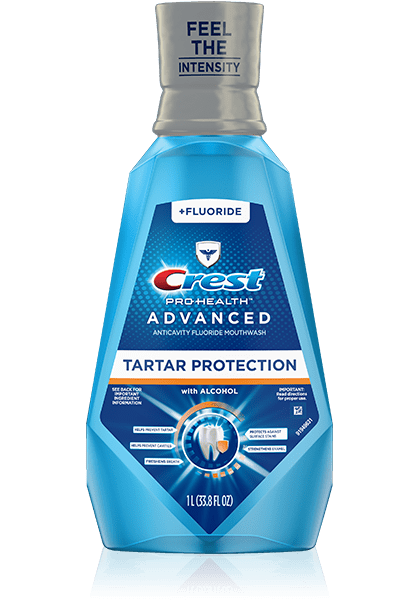 FEEL
THE
INTENSITY
+FLUORIDE
Crest
PRO-HEALTH™
ADVANCED
ANTICAVITY FLUORIDE MOUTHWASH
TARTAR PROTECTION
with ALCOHOL
SEE BACK FOR
IMPORTANT
INGREDIENT
INFORMATION
IMPORTANT:
Read directions
for proper use.
HELPS PREVENT TARTAR
HELPS PREVENT CAVITIES
FRESHENS BREATH
PROTECTS AGAINST
SURFACE STAINS
STRENGTHENS ENAMEL
1 L (33.8 FL OZ)